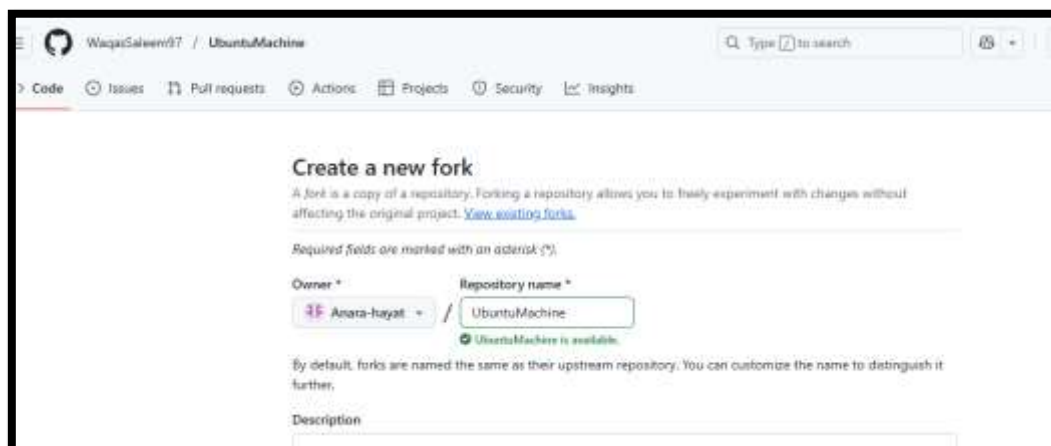 WaqasSaleem97 / UbuntuMachine
Type / to search
Code Issues Pull requests Actions Projects Security Insights
Create a new fork
A fork is a copy of a repository. Forking a repository allows you to freely experiment with changes without
affecting the original project. View existing forks.
Required fields are marked with an asterisk (*).
Owner * Repository name *
Anara-hayat / UbuntuMachine
UbuntuMachine is available.
By default, forks are named the same as their upstream repository. You can customize the name to distinguish it
further.
Description